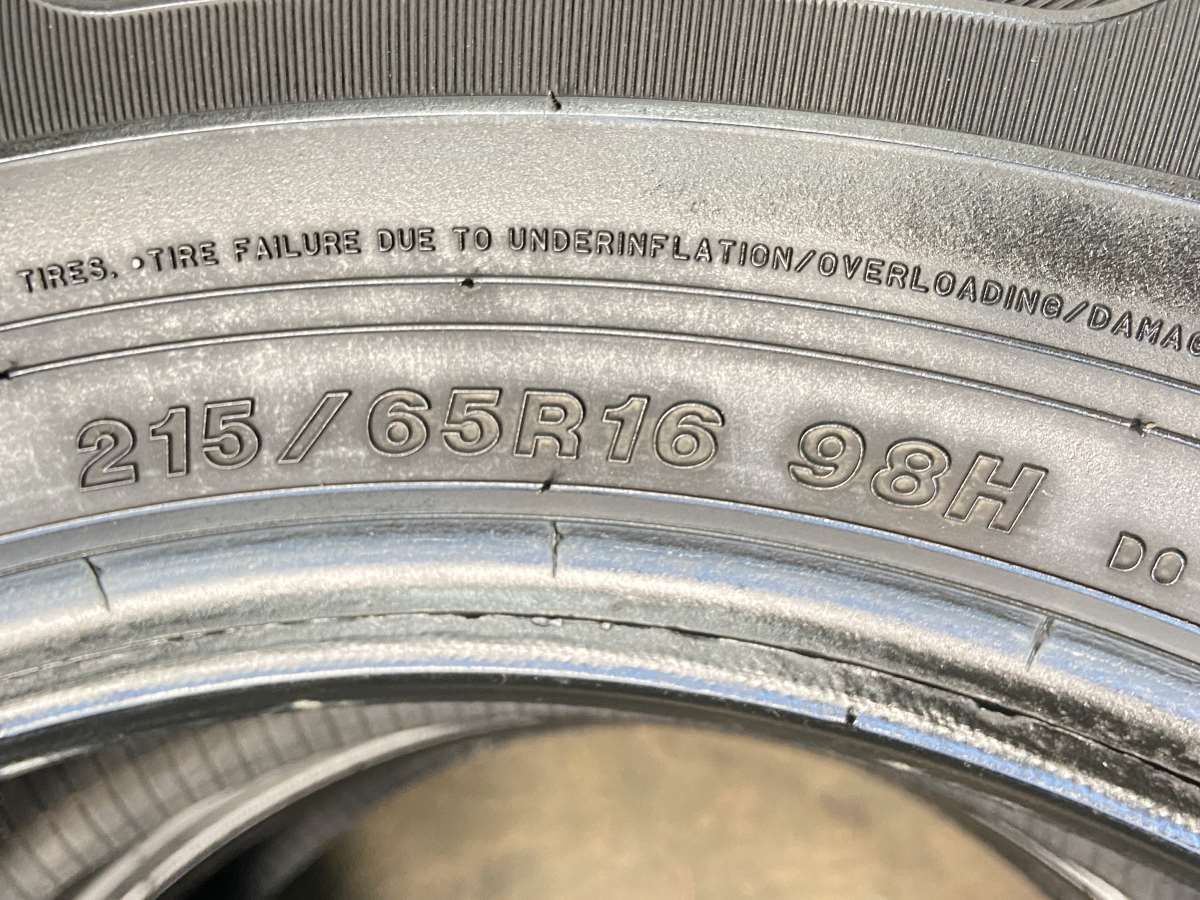 TIRES. •TIRE FAILURE DUE TO UNDERINFLATION/OVERLOADING/DAMAG
215/65R16 98H
DO